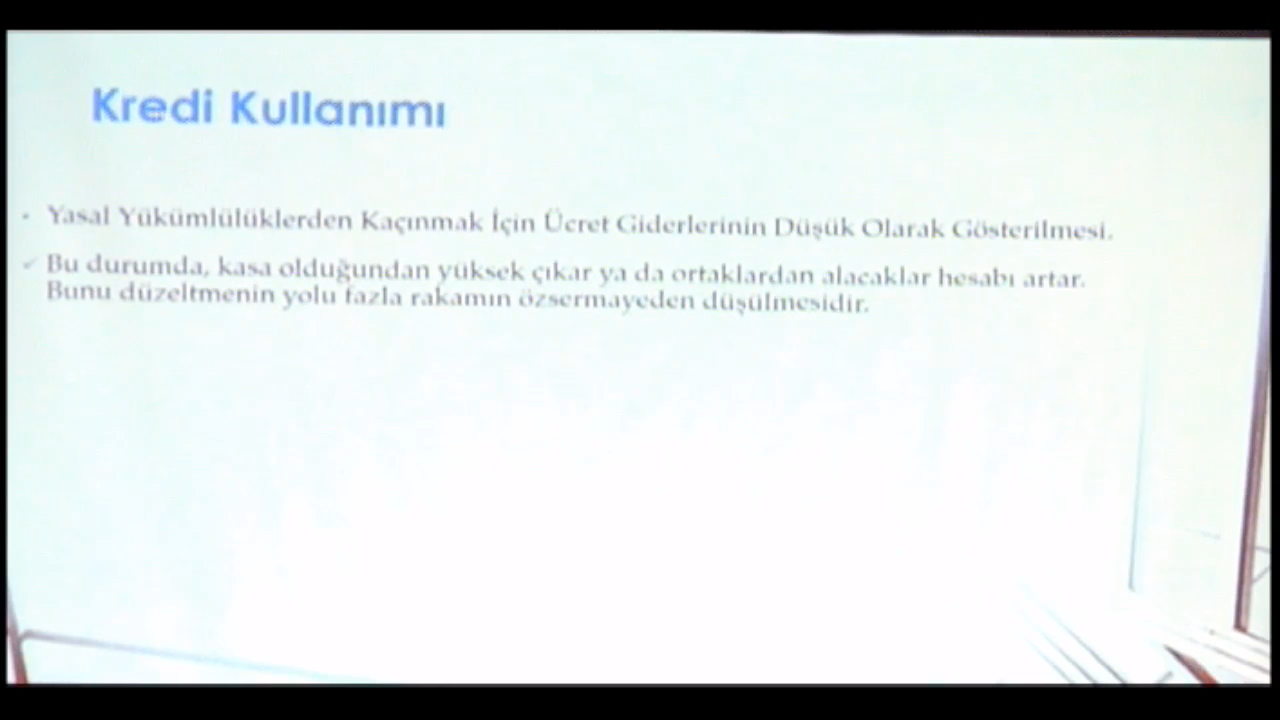 Kredi Kullanımı
Yasal Yükümlülüklerden Kaçınmak İçin Ücret Giderlerinin Düşük Olarak Gösterilmesi.
Bu durumda, kasa olduğundan yüksek çıkar ya da ortaklardan alacaklar hesabı artar.
Bunu düzeltmenin yolu fazla rakamın özsermayeden düşülmesidir.